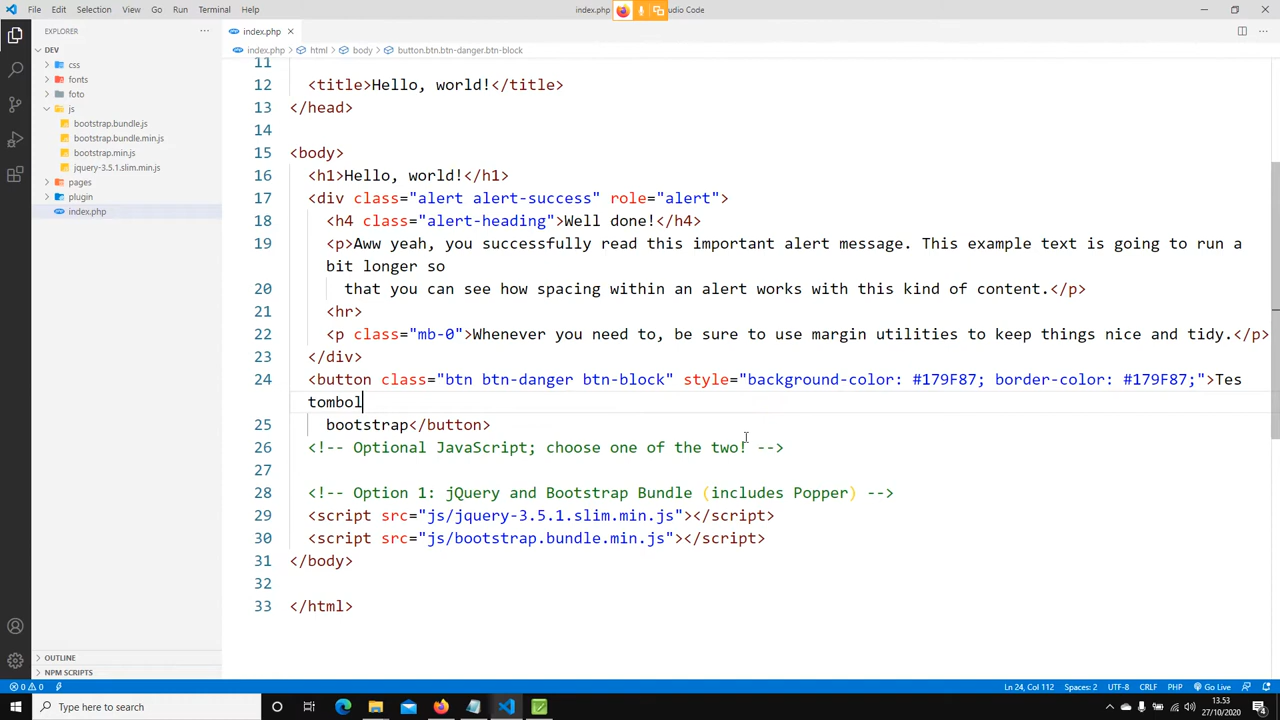 File Edit Selection View Go Run Terminal Help
index.php
udio Code
EXPLORER
index.php
DEV
index.php
html
body
button.btn.btn-danger.btn-block
css
fonts
foto
js
bootstrap.bundle.js
bootstrap.bundle.min.js
bootstrap.min.js
jquery-3.5.1.slim.min.js
pages
plugin
index.php
11
12 <title>Hello, world!</title>
13 </head>
14
15 <body>
16 <h1>Hello, world!</h1>
17 <div class="alert alert-success" role="alert">
18 <h4 class="alert-heading">Well done!</h4>
19 <p>Aww yeah, you successfully read this important alert message. This example text is going to run a
bit longer so
20 that you can see how spacing within an alert works with this kind of content.</p>
21 <hr>
22 <p class="mb-0">Whenever you need to, be sure to use margin utilities to keep things nice and tidy.</p>
23 </div>
24 <button class="btn btn-danger btn-block" style="background-color: #179F87; border-color: #179F87;">Tes
tombol
25 bootstrap</button>
26 <!-- Optional JavaScript; choose one of the two! -->
27
28 <!-- Option 1: jQuery and Bootstrap Bundle (includes Popper) -->
29 <script src="js/jquery-3.5.1.slim.min.js"></script>
30 <script src="js/bootstrap.bundle.min.js"></script>
31 </body>
32
33 </html>
OUTLINE
NPM SCRIPTS
0 0
Ln 24, Col 112 Spaces: 2 UTF-8 CRLF PHP Go Live
Type here to search
13.53
27/10/2020
4